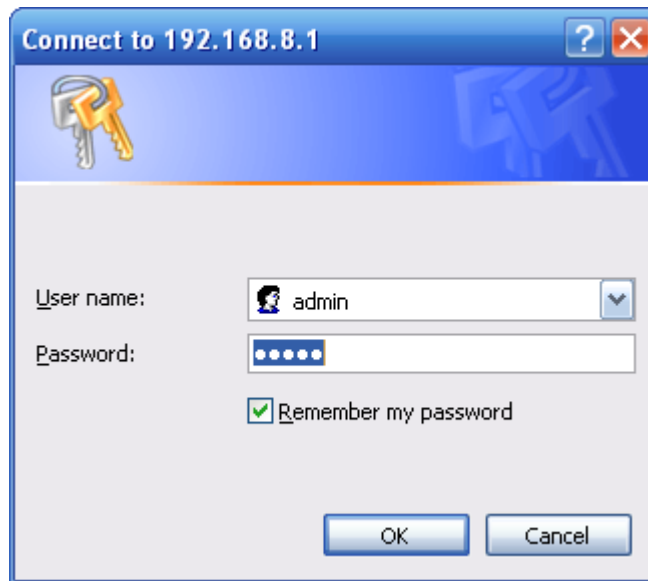 Connect to 192.168.8.1
User name:
admin
Password:
●●●●●
Remember my password
OK
Cancel